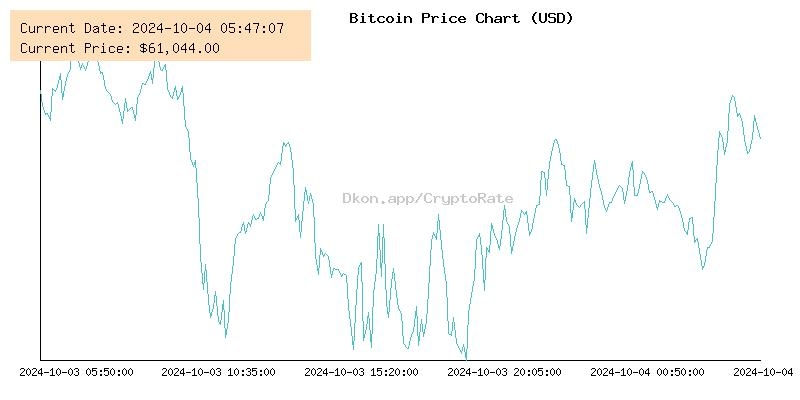 Bitcoin Price Chart (USD)
Current Date: 2024-10-04 05:47:07
Current Price: $61,044.00
Dkon.app/CryptoRate
2024-10-03 05:50:00 2024-10-03 10:35:00 2024-10-03 15:20:00 2024-10-03 20:05:00 2024-10-04 00:50:00 2024-10-04